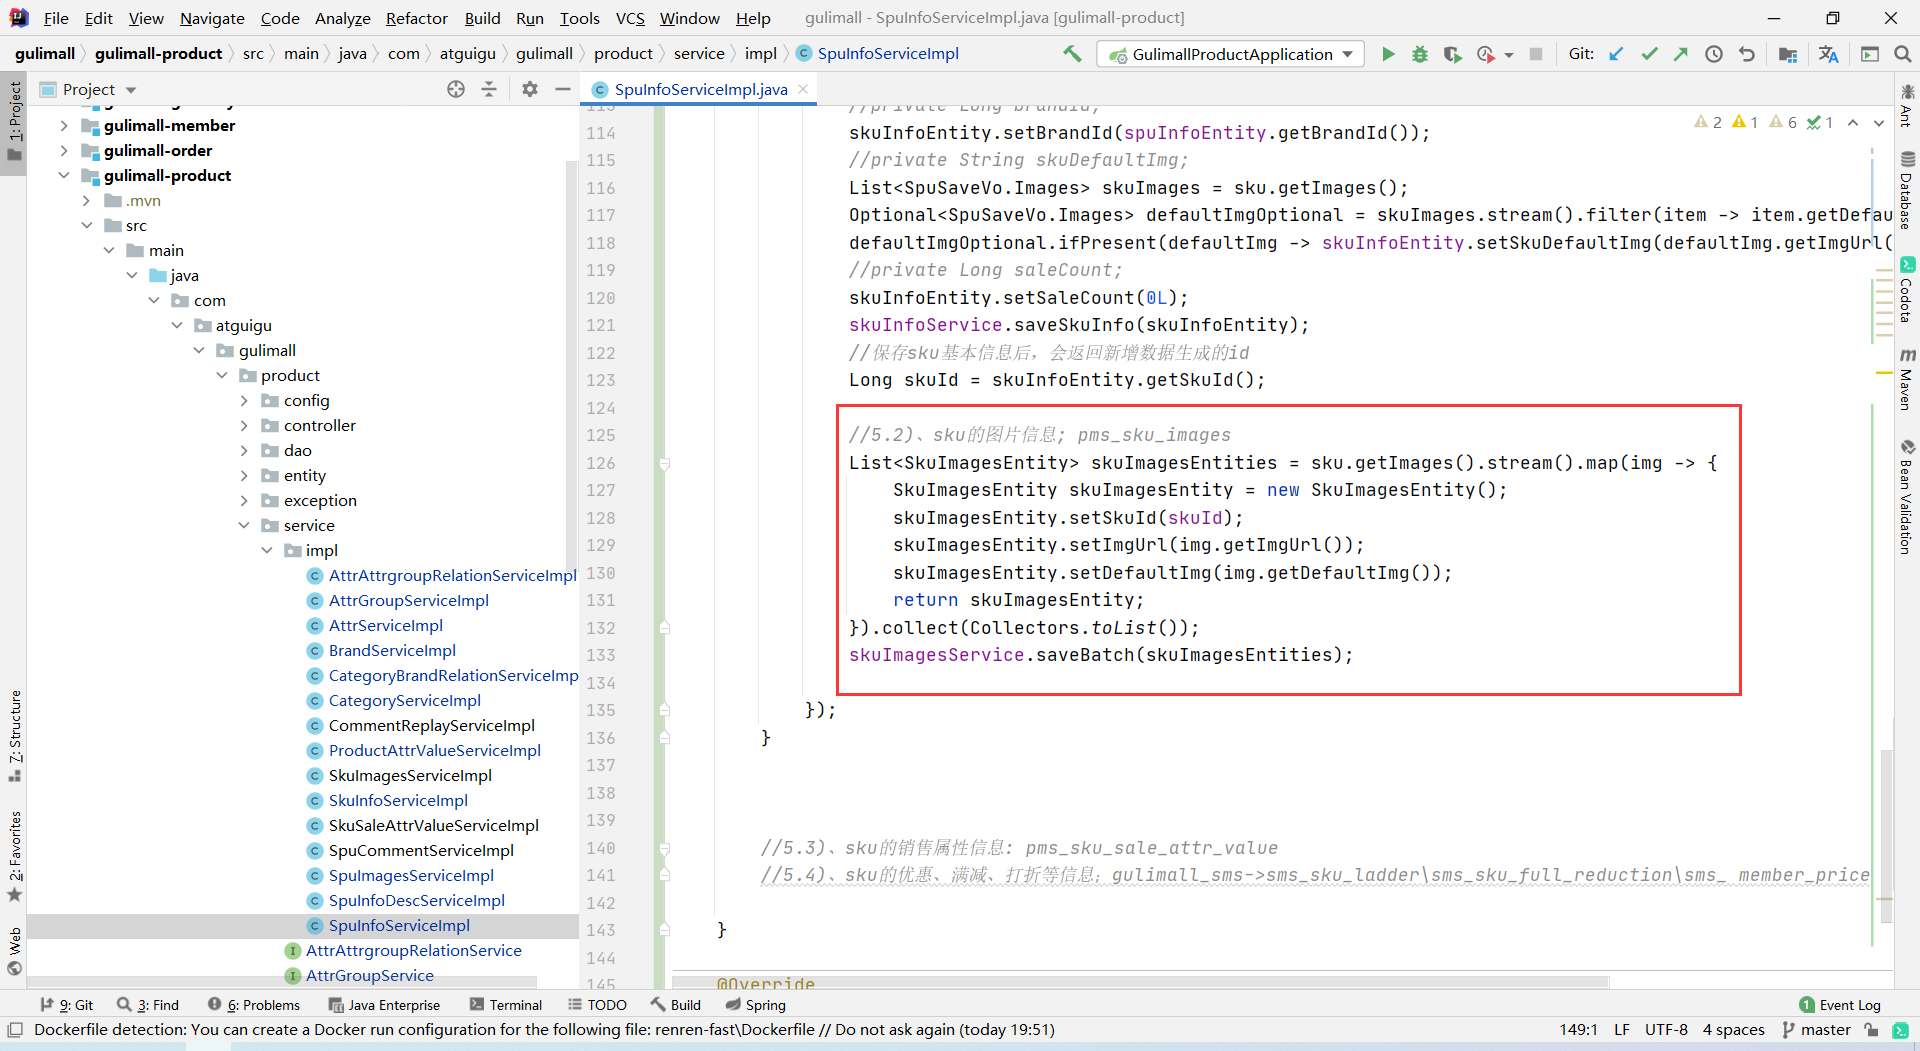 File Edit View Navigate Code Analyze Refactor Build Run Tools VCS Window Help gulimall - SpuInfoServiceImpl.java [gulimall-product]
gulimall gulimall-product src main java com atguigu gulimall product service impl SpuInfoServiceImpl GulimallProductApplication Git:
Project
SpuInfoServiceImpl.java
1: Project
7: Structure
2: Favorites
Web
gulimall-member
gulimall-order
gulimall-product
.mvn
src
main
java
com
atguigu
gulimall
product
config
controller
dao
entity
exception
service
impl
AttrAttrgroupRelationServiceImpl
AttrGroupServiceImpl
AttrServiceImpl
BrandServiceImpl
CategoryBrandRelationServiceImp
CategoryServiceImpl
CommentReplayServiceImpl
ProductAttrValueServiceImpl
SkuImagesServiceImpl
SkuInfoServiceImpl
SkuSaleAttrValueServiceImpl
SpuCommentServiceImpl
SpuImagesServiceImpl
SpuInfoDescServiceImpl
SpuInfoServiceImpl
AttrAttrgroupRelationService
AttrGroupService
2 1 6 1
113 //private Long brandId;
114 skuInfoEntity.setBrandId(spuInfoEntity.getBrandId());
115 //private String skuDefaultImg;
116 List<SpuSaveVo.Images> skuImages = sku.getImages();
117 Optional<SpuSaveVo.Images> defaultImgOptional = skuImages.stream().filter(item -> item.getDefau
118 defaultImgOptional.ifPresent(defaultImg -> skuInfoEntity.setSkuDefaultImg(defaultImg.getImgUrl(
119 //private Long saleCount;
120 skuInfoEntity.setSaleCount(0L);
121 skuInfoService.saveSkuInfo(skuInfoEntity);
122 //保存sku基本信息后，会返回新增数据生成的id
123 Long skuId = skuInfoEntity.getSkuId();
124
125 //5.2)、sku的图片信息; pms_sku_images
126 List<SkuImagesEntity> skuImagesEntities = sku.getImages().stream().map(img -> {
127 SkuImagesEntity skuImagesEntity = new SkuImagesEntity();
128 skuImagesEntity.setSkuId(skuId);
129 skuImagesEntity.setImgUrl(img.getImgUrl());
130 skuImagesEntity.setDefaultImg(img.getDefaultImg());
131 return skuImagesEntity;
132 }).collect(Collectors.toList());
133 skuImagesService.saveBatch(skuImagesEntities);
134
135 });
136 }
137
138
139
140 //5.3)、sku的销售属性信息: pms_sku_sale_attr_value
141 //5.4)、sku的优惠、满减、打折等信息; gulimall_sms->sms_sku_ladder\sms_sku_full_reduction\sms_ member_price
142
143 }
144
145 @Override
Ant
Database
Codota
Maven
Bean Validation
9: Git 3: Find 6: Problems Java Enterprise Terminal TODO Build Spring 1 Event Log
Dockerfile detection: You can create a Docker run configuration for the following file: renren-fast\Dockerfile // Do not ask again (today 19:51) 149:1 LF UTF-8 4 spaces master